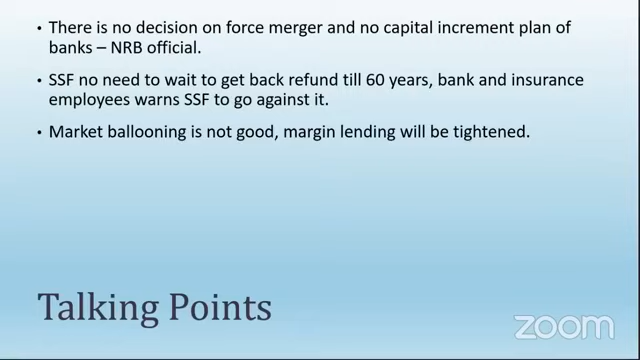 • There is no decision on force merger and no capital increment plan of
banks – NRB official.
• SSF no need to wait to get back refund till 60 years, bank and insurance
employees warns SSF to go against it.
• Market ballooning is not good, margin lending will be tightened.
Talking Points
zoom